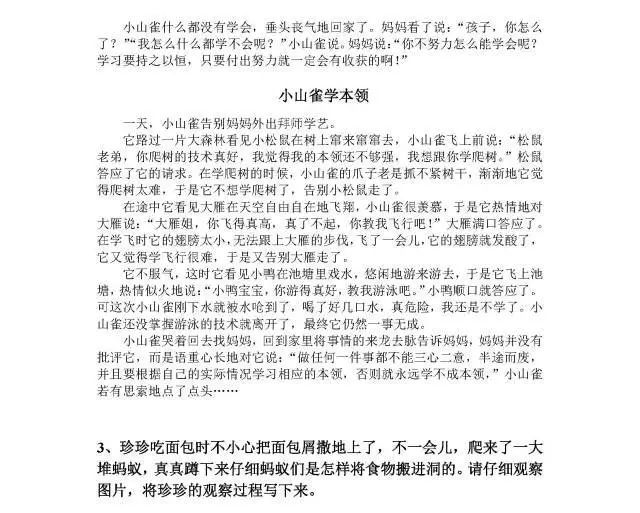 小山雀什么都没有学会，垂头丧气地回家了。妈妈看了说：“孩子，你怎么
了？”“我怎么什么都学不会呢？”小山雀说。妈妈说：“你不努力怎么能学会呢？
学习要持之以恒，只要付出努力就一定会有收获的啊！”
小山雀学本领
一天，小山雀告别妈妈外出拜师学艺。
它路过一片大森林看见小松鼠在树上窜来窜窜去，小山雀飞上前说：“松鼠
老弟，你爬树的技术真好，我觉得我的本领还不够强，我想跟你学爬树。”松鼠
答应了它的请求。在学爬树的时候，小山雀的爪子老是抓不紧树干，渐渐地它觉
得爬树太难，于是它不想学爬树了，告别小松鼠走了。
在途中它看见大雁在天空自由自在地飞翔，小山雀很羡慕，于是它热情地对
大雁说：“大雁姐，你飞得真高，真了不起，你教我飞行吧！”大雁满口答应了。
在学飞时它的翅膀太小，无法跟上大雁的步伐，飞了一会儿，它的翅膀就发酸了，
它又觉得学飞行很难，于是又告别大雁走了。
它不服气，这时它看见小鸭在池塘里戏水，悠闲地游来游去，于是它飞上池
塘，热情似火地说：“小鸭宝宝，你游得真好，教我游泳吧。”小鸭顺口就答应了。
可这次小山雀刚下水就被水呛到了，喝了好几口水，真危险，我还是不学了。小
山雀还没掌握游泳的技术就离开了，最终它仍然一事无成。
小山雀哭着回去找妈妈，回到家里将事情的来龙去脉告诉妈妈，妈妈并没有
批评它，而是语重心长地对它说：“做任何一件事都不能三心二意，半途而废，
并且要根据自己的实际情况学习相应的本领，否则就永远学不成本领，”小山雀
若有思索地点了点头……
3、珍珍吃面包时不小心把面包屑撒地上了，不一会儿，爬来了一大
堆蚂蚁，真真蹲下来仔细蚂蚁们是怎样将食物搬进洞的。请仔细观察
图片，将珍珍的观察过程写下来。